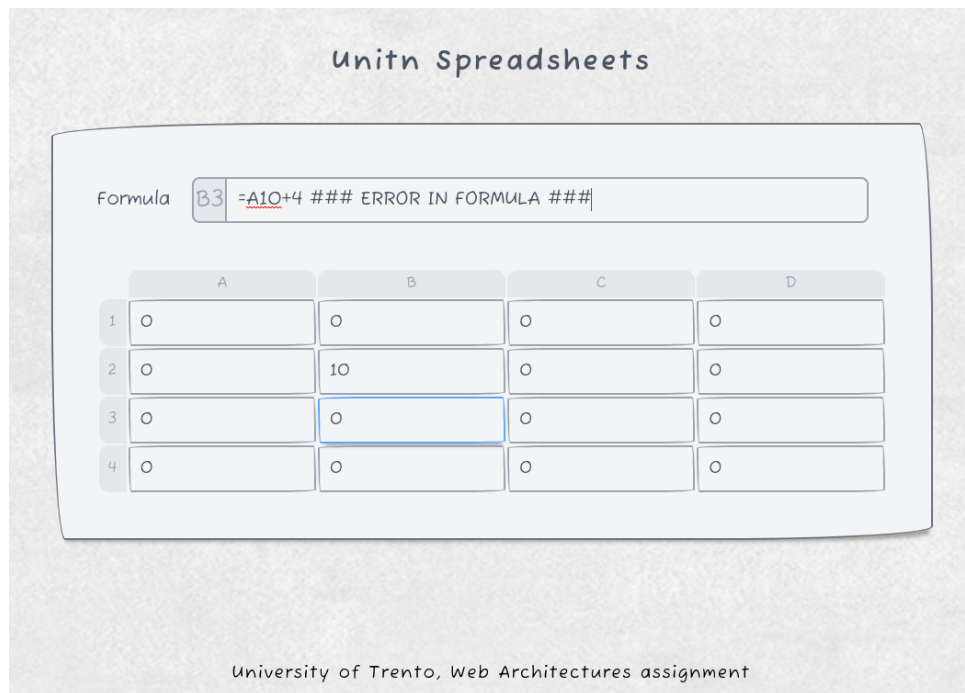 Unitn Spreadsheets
Formula B3 =A10+4 ### ERROR IN FORMULA ###
A B C D
1 0 0 0 0
2 0 10 0 0
3 0 0 0 0
4 0 0 0 0
University of Trento, Web Architectures assignment